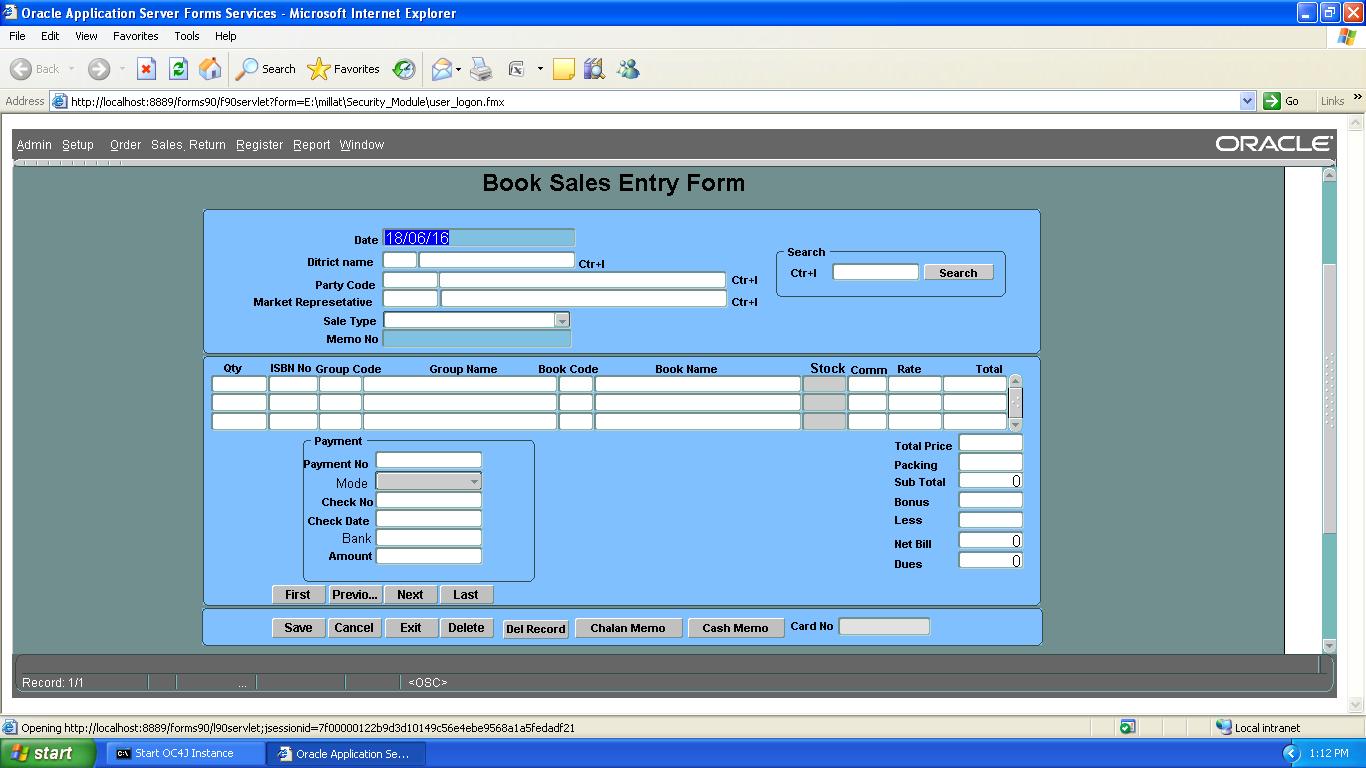 Oracle Application Server Forms Services - Microsoft Internet Explorer
File Edit View Favorites Tools Help
Back Search Favorites
Address http://localhost:8889/forms90/f90servlet?form=E:\millat\Security_Module\user_logon.fmx Go Links »
Admin Setup Order Sales, Return Register Report Window ORACLE
Book Sales Entry Form
Date 18/06/16
Ditrict name Ctr+I
Party Code Ctr+I
Market Represetative Ctr+I
Sale Type
Memo No
Search
Ctr+I Search
Qty ISBN No Group Code Group Name Book Code Book Name Stock Comm Rate Total
Payment
Payment No
Mode
Check No
Check Date
Bank
Amount
Total Price
Packing
Sub Total 0
Bonus
Less
Net Bill 0
Dues 0
First Previo... Next Last
Save Cancel Exit Delete Del Record Chalan Memo Cash Memo Card No
Record: 1/1 ... <OSC>
Opening http://localhost:8889/forms90/l90servlet;jsessionid=7f00000122b9d3d10149c56e4ebe9568a1a5fedadf21 Local intranet
start Start OC4J Instance Oracle Application Se... 1:12 PM